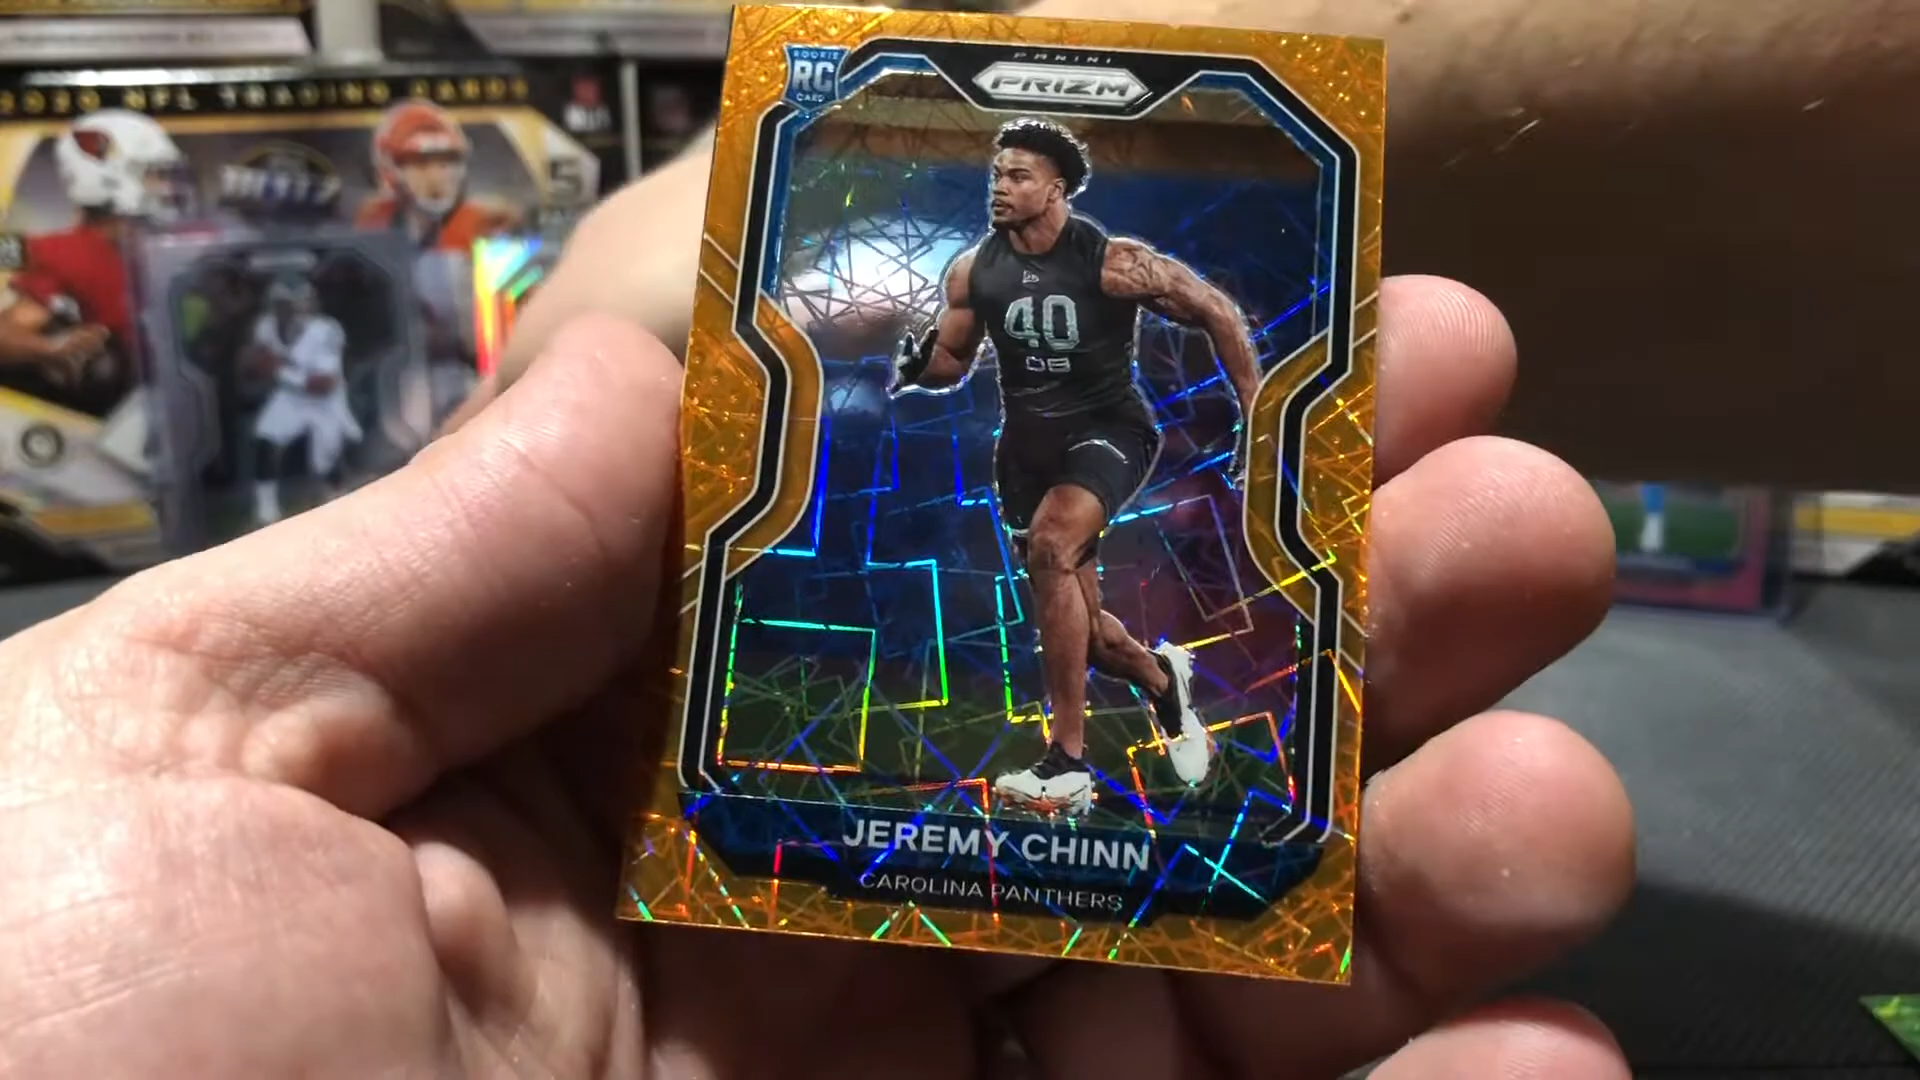 2020 NFL TRADING CARDS
ROOKIE
RC
CARD
PANINI
PRIZM
40
DB
JEREMY CHINN
CAROLINA PANTHERS